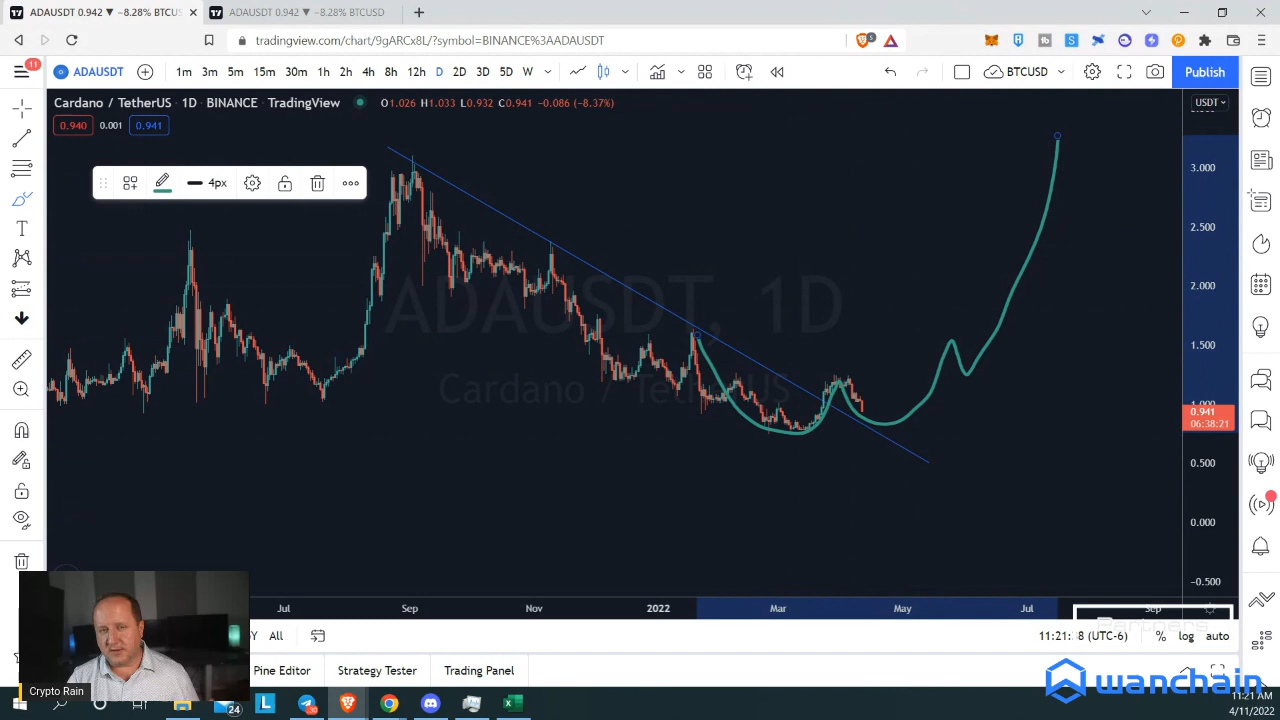 ADAUSDT 0.942 ▼ −8.28% BTCUS
ADAUSDT 0.942 ▼ −8.28% BTCUSD
tradingview.com/chart/9gARCx8L/?symbol=BINANCE%3AADAUSDT
5
11
ADAUSDT
1m 3m 5m 15m 30m 1h 2h 4h 8h 12h D 2D 3D 5D W
BTCUSD
Publish
Cardano / TetherUS · 1D · BINANCE · TradingView
O1.026 H1.033 L0.932 C0.941 −0.086 (−8.37%)
USDT
0.940 0.001 0.941
4px
3.000
2.500
2.000
1.500
1.000
0.941
06:38:21
0.500
0.000
−0.500
ADAUSDT, 1D
Cardano / TetherUS
Jul Sep Nov 2022 Mar May Jul Sep
Partners
Y All
(UTC-6)
% log auto
Pine Editor Strategy Tester Trading Panel
Crypto Rain
24
30
wanchain
11:21 AM
4/11/2022